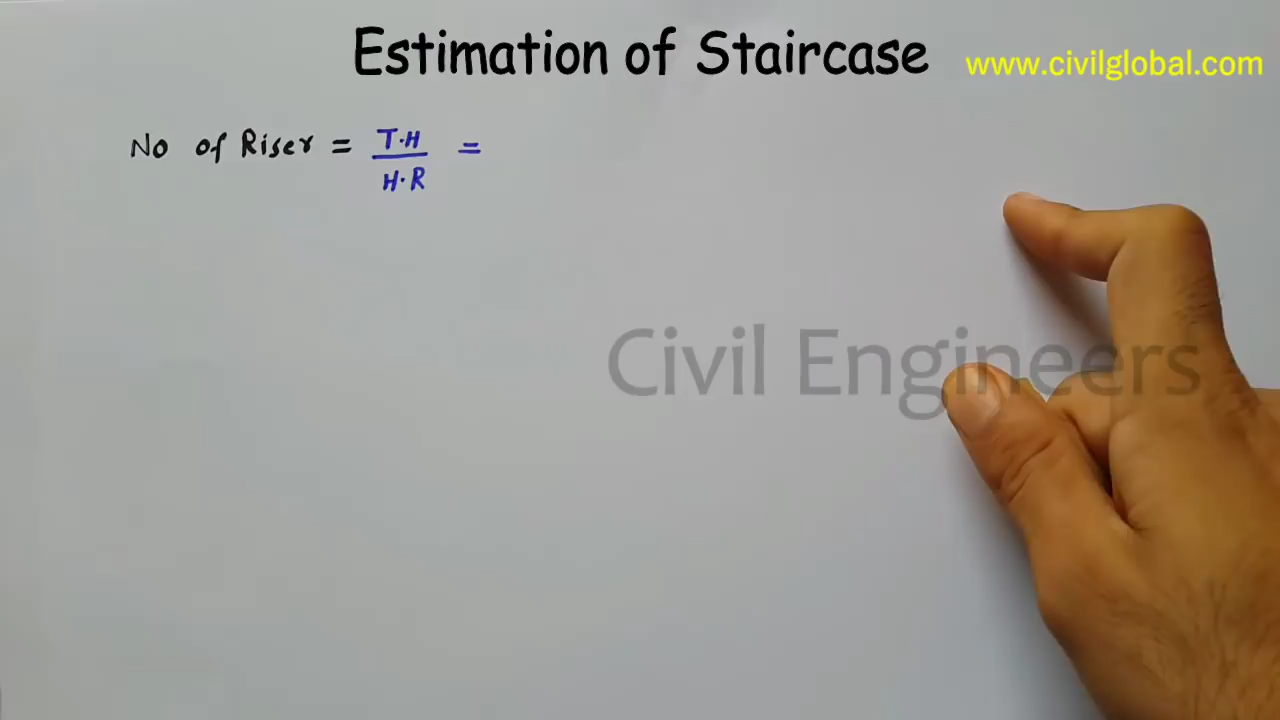 Estimation of Staircase
www.civilglobal.com
No of Riser = T.H / H.R =
Civil Engineers